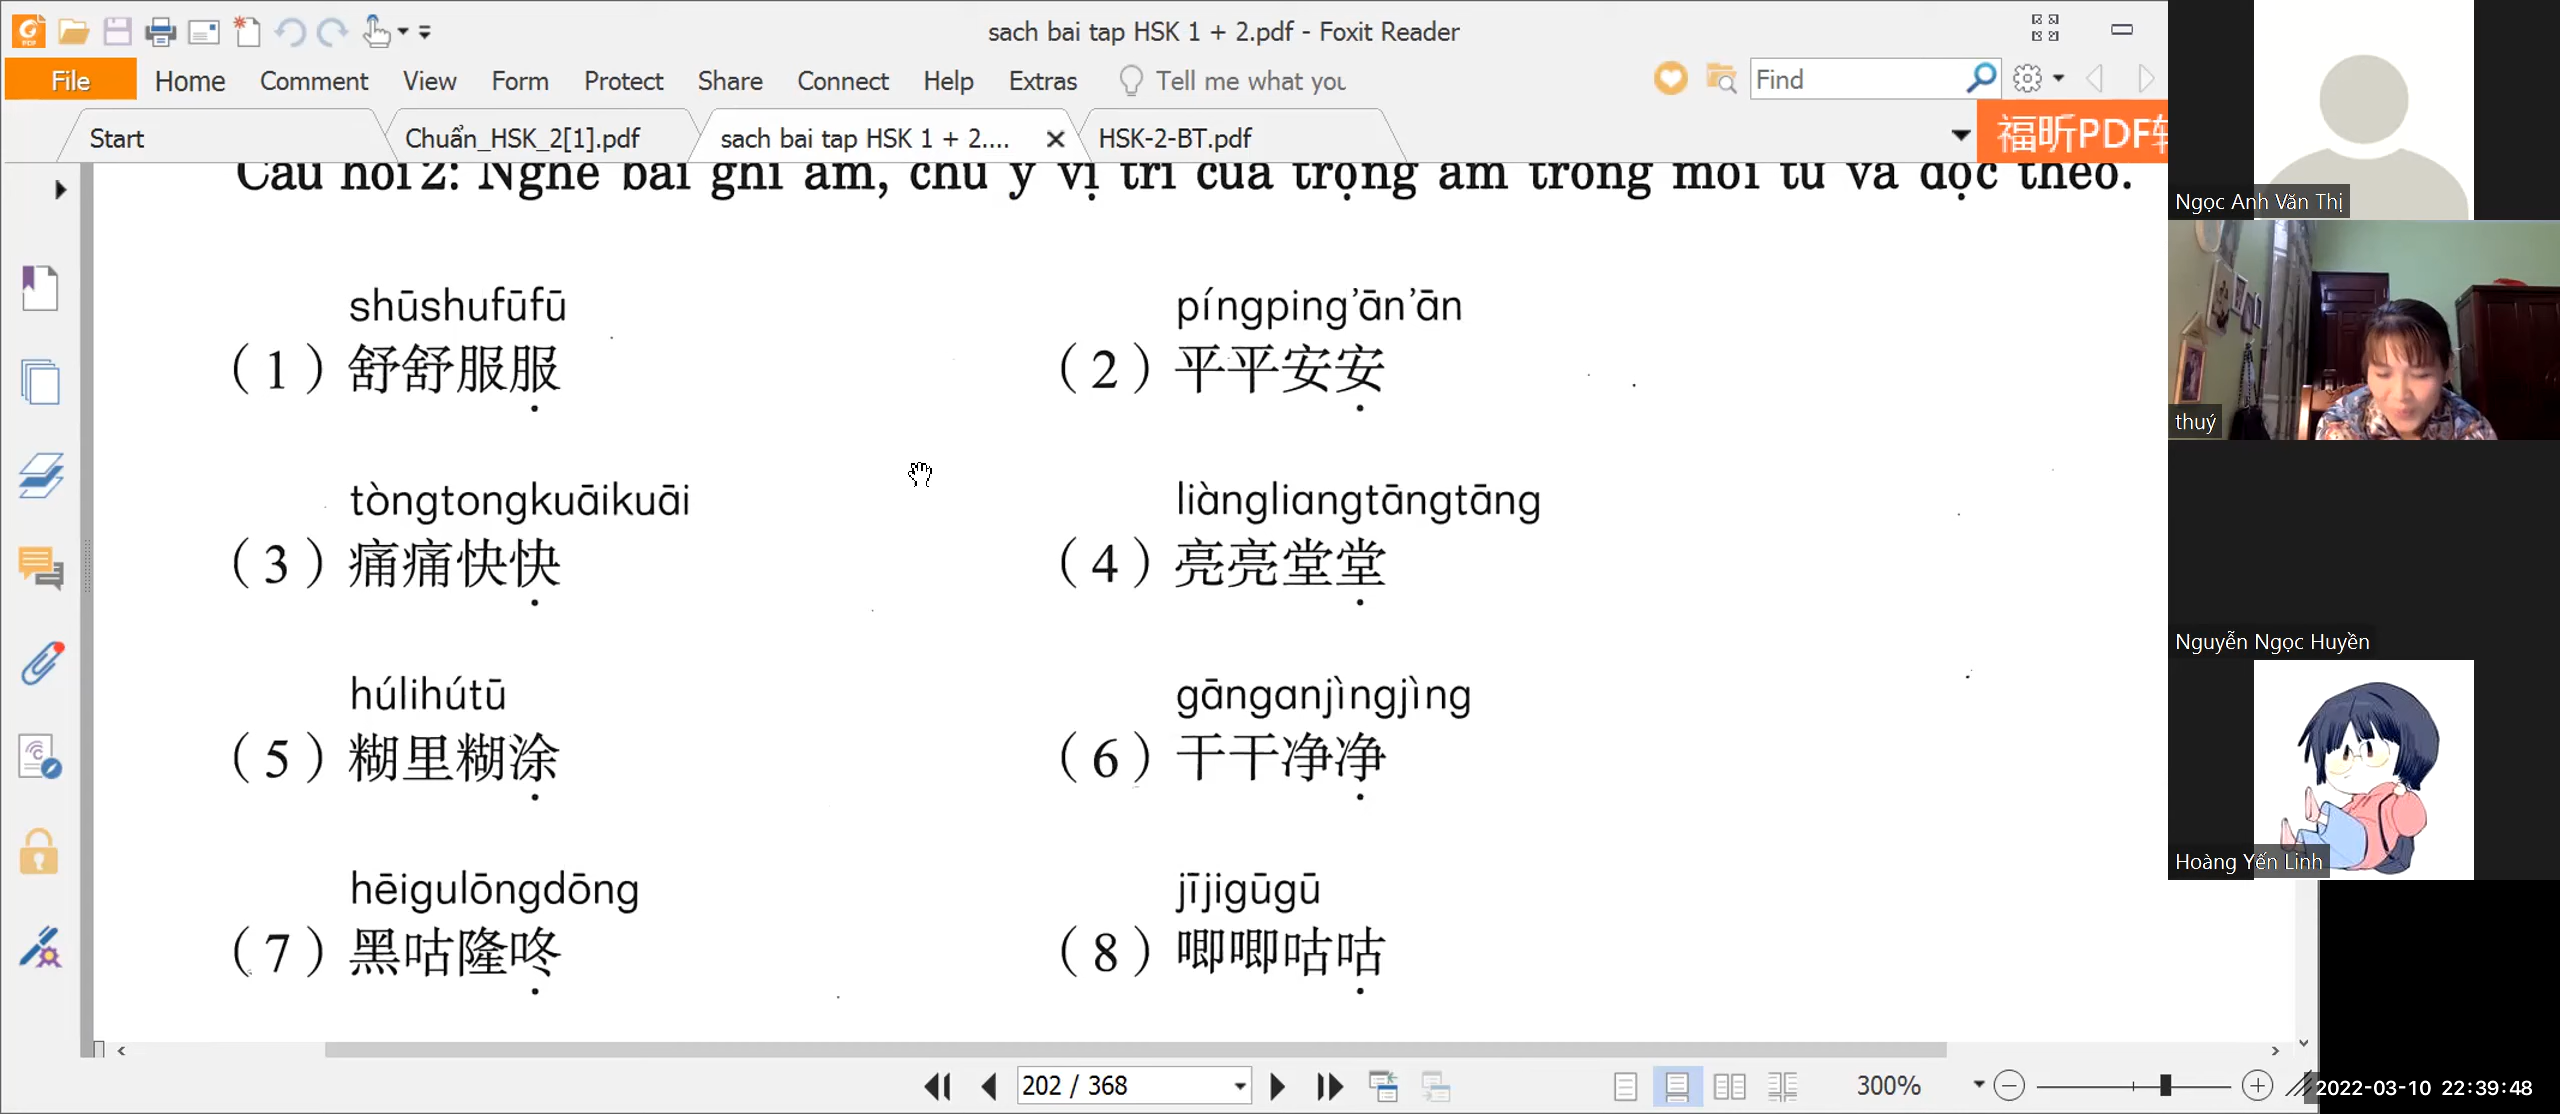 sach bai tap HSK 1 + 2.pdf - Foxit Reader
File Home Comment View Form Protect Share Connect Help Extras Tell me what you
Find
Start Chuẩn_HSK_2[1].pdf sach bai tap HSK 1 + 2.... HSK-2-BT.pdf
福昕PDF
Câu hỏi 2: Nghe bài ghi âm, chú ý vị trí của trọng âm trong mỗi từ và đọc theo.
shūshufūfū píngping'ān'ān
(1) 舒舒服服 (2) 平平安安
tòngtongkuāikuāi liàngliangtāngtāng
(3) 痛痛快快 (4) 亮亮堂堂
húlihútū gānganjìngjìng
(5) 糊里糊涂 (6) 干干净净
hēigulōngdōng jījigūgū
(7) 黑咕隆咚 (8) 唧唧咕咕
202 / 368
300%
Ngọc Anh Văn Thị
thuý
Nguyễn Ngọc Huyền
Hoàng Yến Linh
2022-03-10 22:39:48